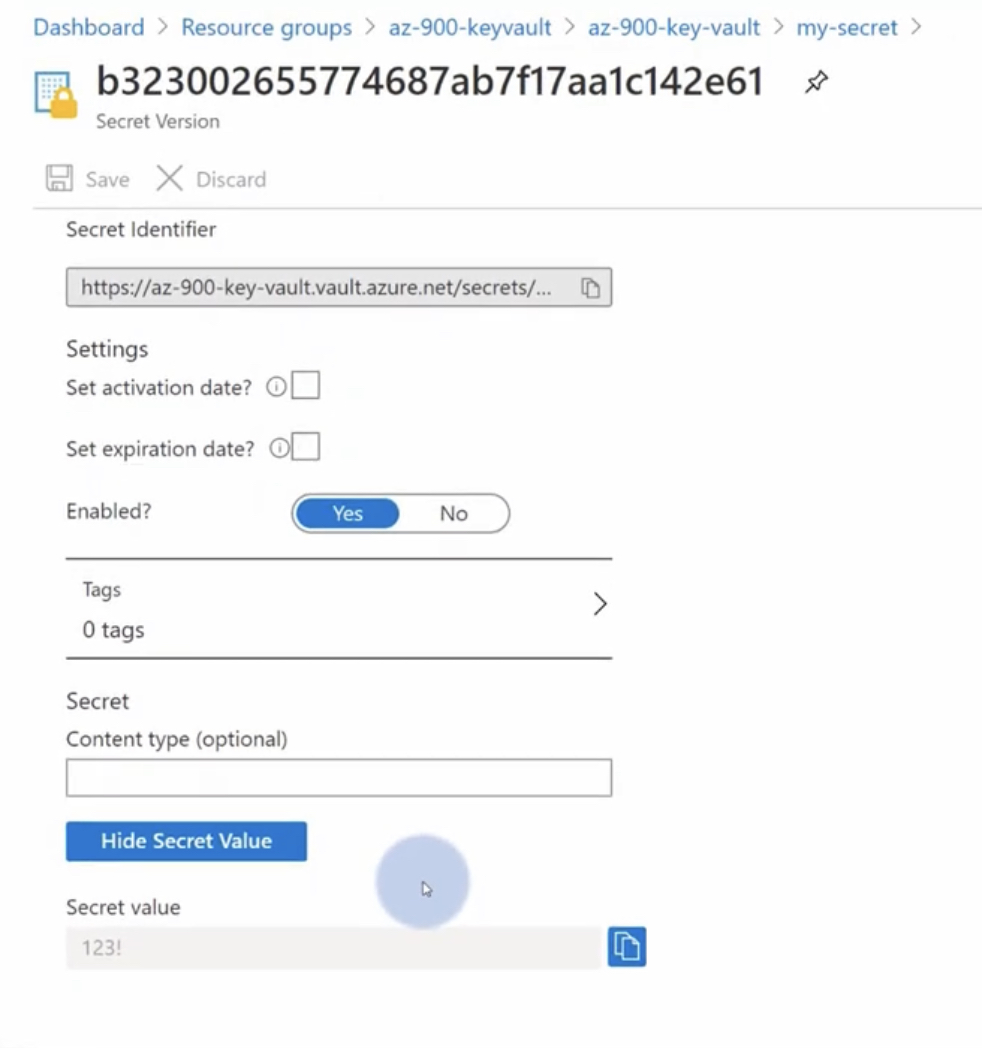 Dashboard > Resource groups > az-900-keyvault > az-900-key-vault > my-secret >
b323002655774687ab7f17aa1c142e61
Secret Version
Save Discard
Secret Identifier
https://az-900-key-vault.vault.azure.net/secrets/...
Settings
Set activation date?
Set expiration date?
Enabled? Yes No
Tags
0 tags
Secret
Content type (optional)
Hide Secret Value
Secret value
123!